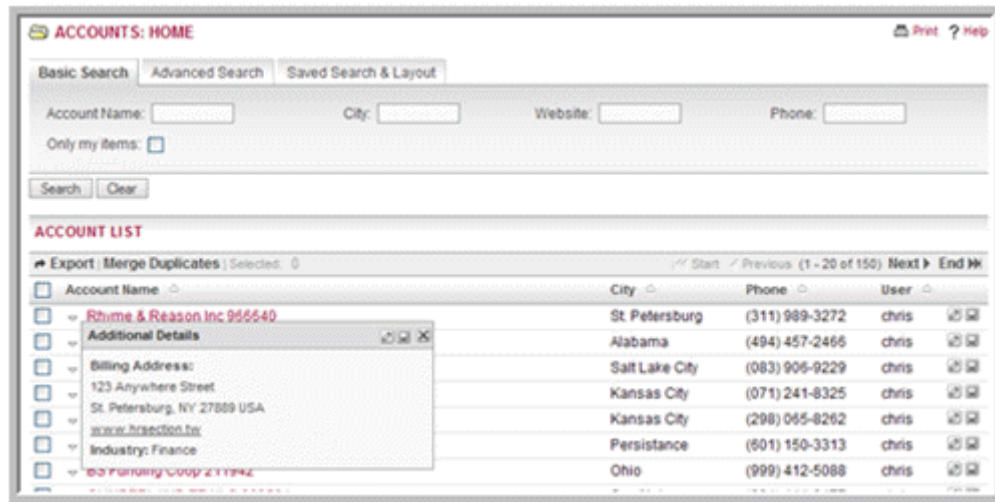 ACCOUNTS: HOME Print ? Help
Basic Search Advanced Search Saved Search & Layout
Account Name: City: Website: Phone:
Only my items:
Search Clear
ACCOUNT LIST
Export | Merge Duplicates | Selected: 0 Start Previous (1 - 20 of 150) Next End
Account Name City Phone User
Rhyme & Reason Inc 966640 St. Petersburg (311) 989-3272 chris
Additional Details
Alabama (494) 457-2466 chris
Billing Address: Salt Lake City (083) 906-9229 chris
123 Anywhere Street
Kansas City (071) 241-8325 chris
St. Petersburg, NY 27889 USA
www.hrsection.tw Kansas City (298) 065-8262 chris
Industry: Finance Persistance (601) 150-3313 chris
BS Funding Coop 211942 Ohio (999) 412-5088 chris